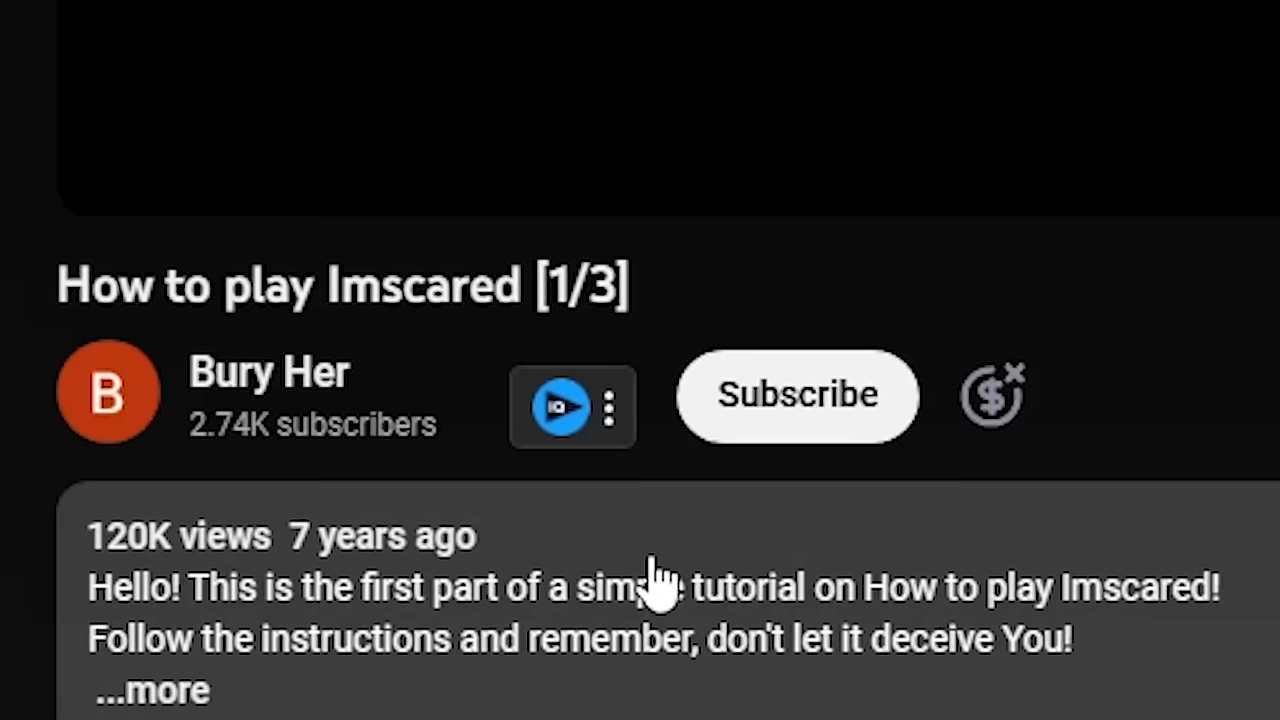 How to play Imscared [1/3]
B
Bury Her
2.74K subscribers
IQ
Subscribe
$
120K views 7 years ago
Hello! This is the first part of a tutorial on How to play Imscared!
Follow the instructions and remember, don't let it deceive You!
...more